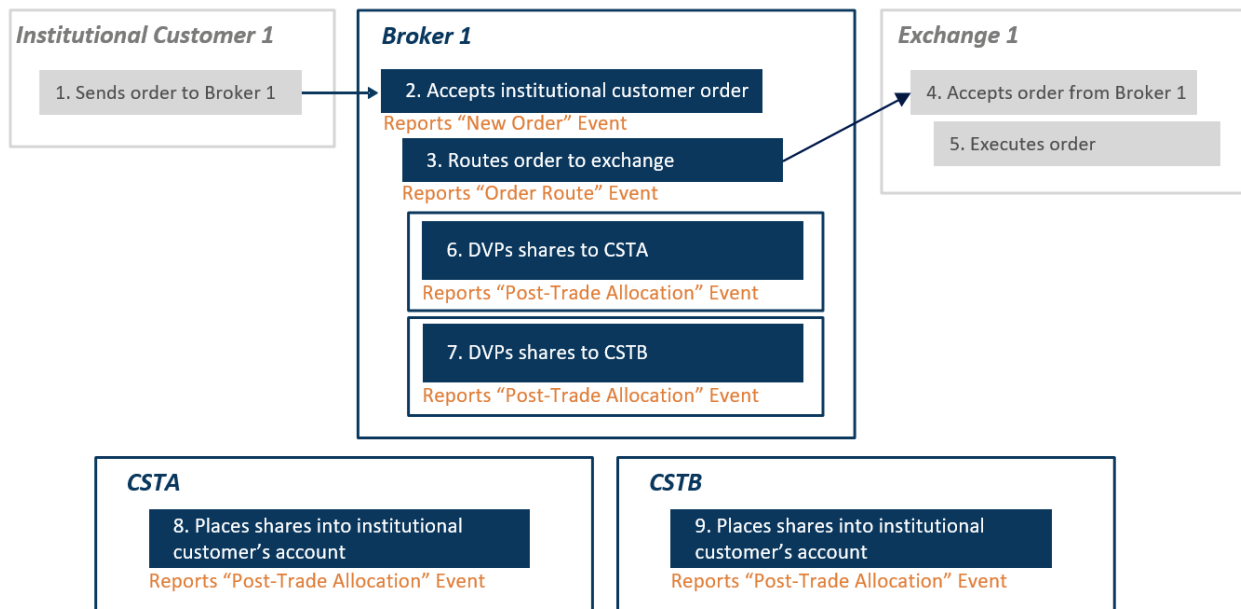 Institutional Customer 1
1. Sends order to Broker 1
Broker 1
2. Accepts institutional customer order
Reports “New Order” Event
3. Routes order to exchange
Reports “Order Route” Event
Exchange 1
4. Accepts order from Broker 1
5. Executes order
6. DVPs shares to CSTA
Reports “Post-Trade Allocation” Event
7. DVPs shares to CSTB
Reports “Post-Trade Allocation” Event
CSTA
8. Places shares into institutional
customer’s account
Reports “Post-Trade Allocation” Event
CSTB
9. Places shares into institutional
customer’s account
Reports “Post-Trade Allocation” Event